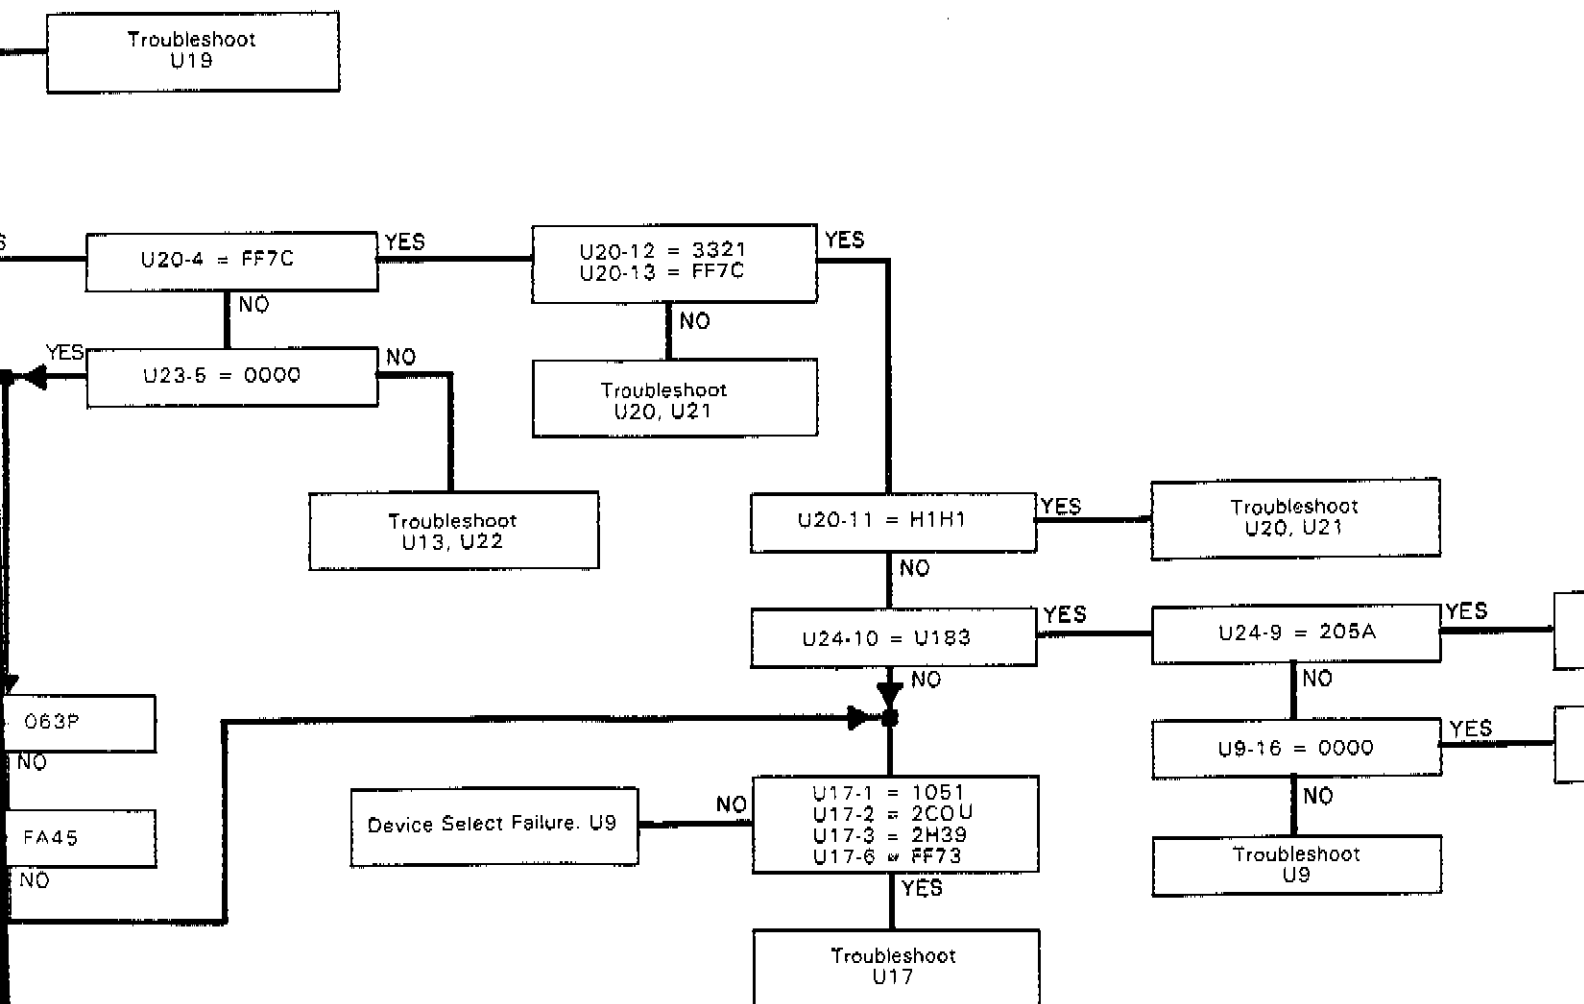 Troubleshoot
U19
U20-4 = FF7C
YES
U20-12 = 3321
U20-13 = FF7C
YES
NO
NO
YES
U23-5 = 0000
NO
Troubleshoot
U20, U21
Troubleshoot
U13, U22
U20-11 = H1H1
YES
Troubleshoot
U20, U21
NO
U24-10 = U183
YES
U24-9 = 205A
YES
NO
NO
063P
NO
U9-16 = 0000
YES
NO
FA45
NO
Device Select Failure. U9
NO
U17-1 = 1051
U17-2 = 2COU
U17-3 = 2H39
U17-6 = FF73
YES
Troubleshoot
U9
Troubleshoot
U17